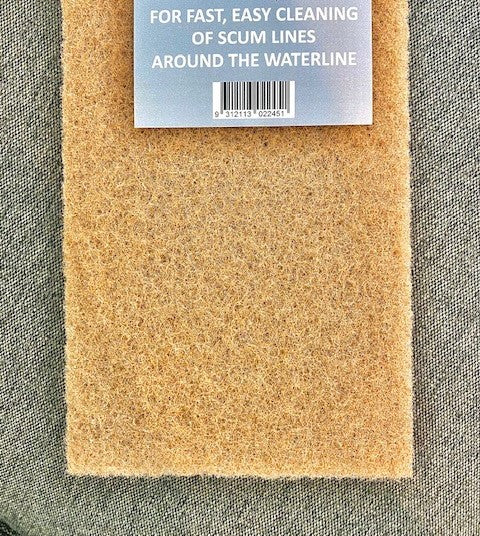 FOR FAST, EASY CLEANING
OF SCUM LINES
AROUND THE WATERLINE
9 312113 022451